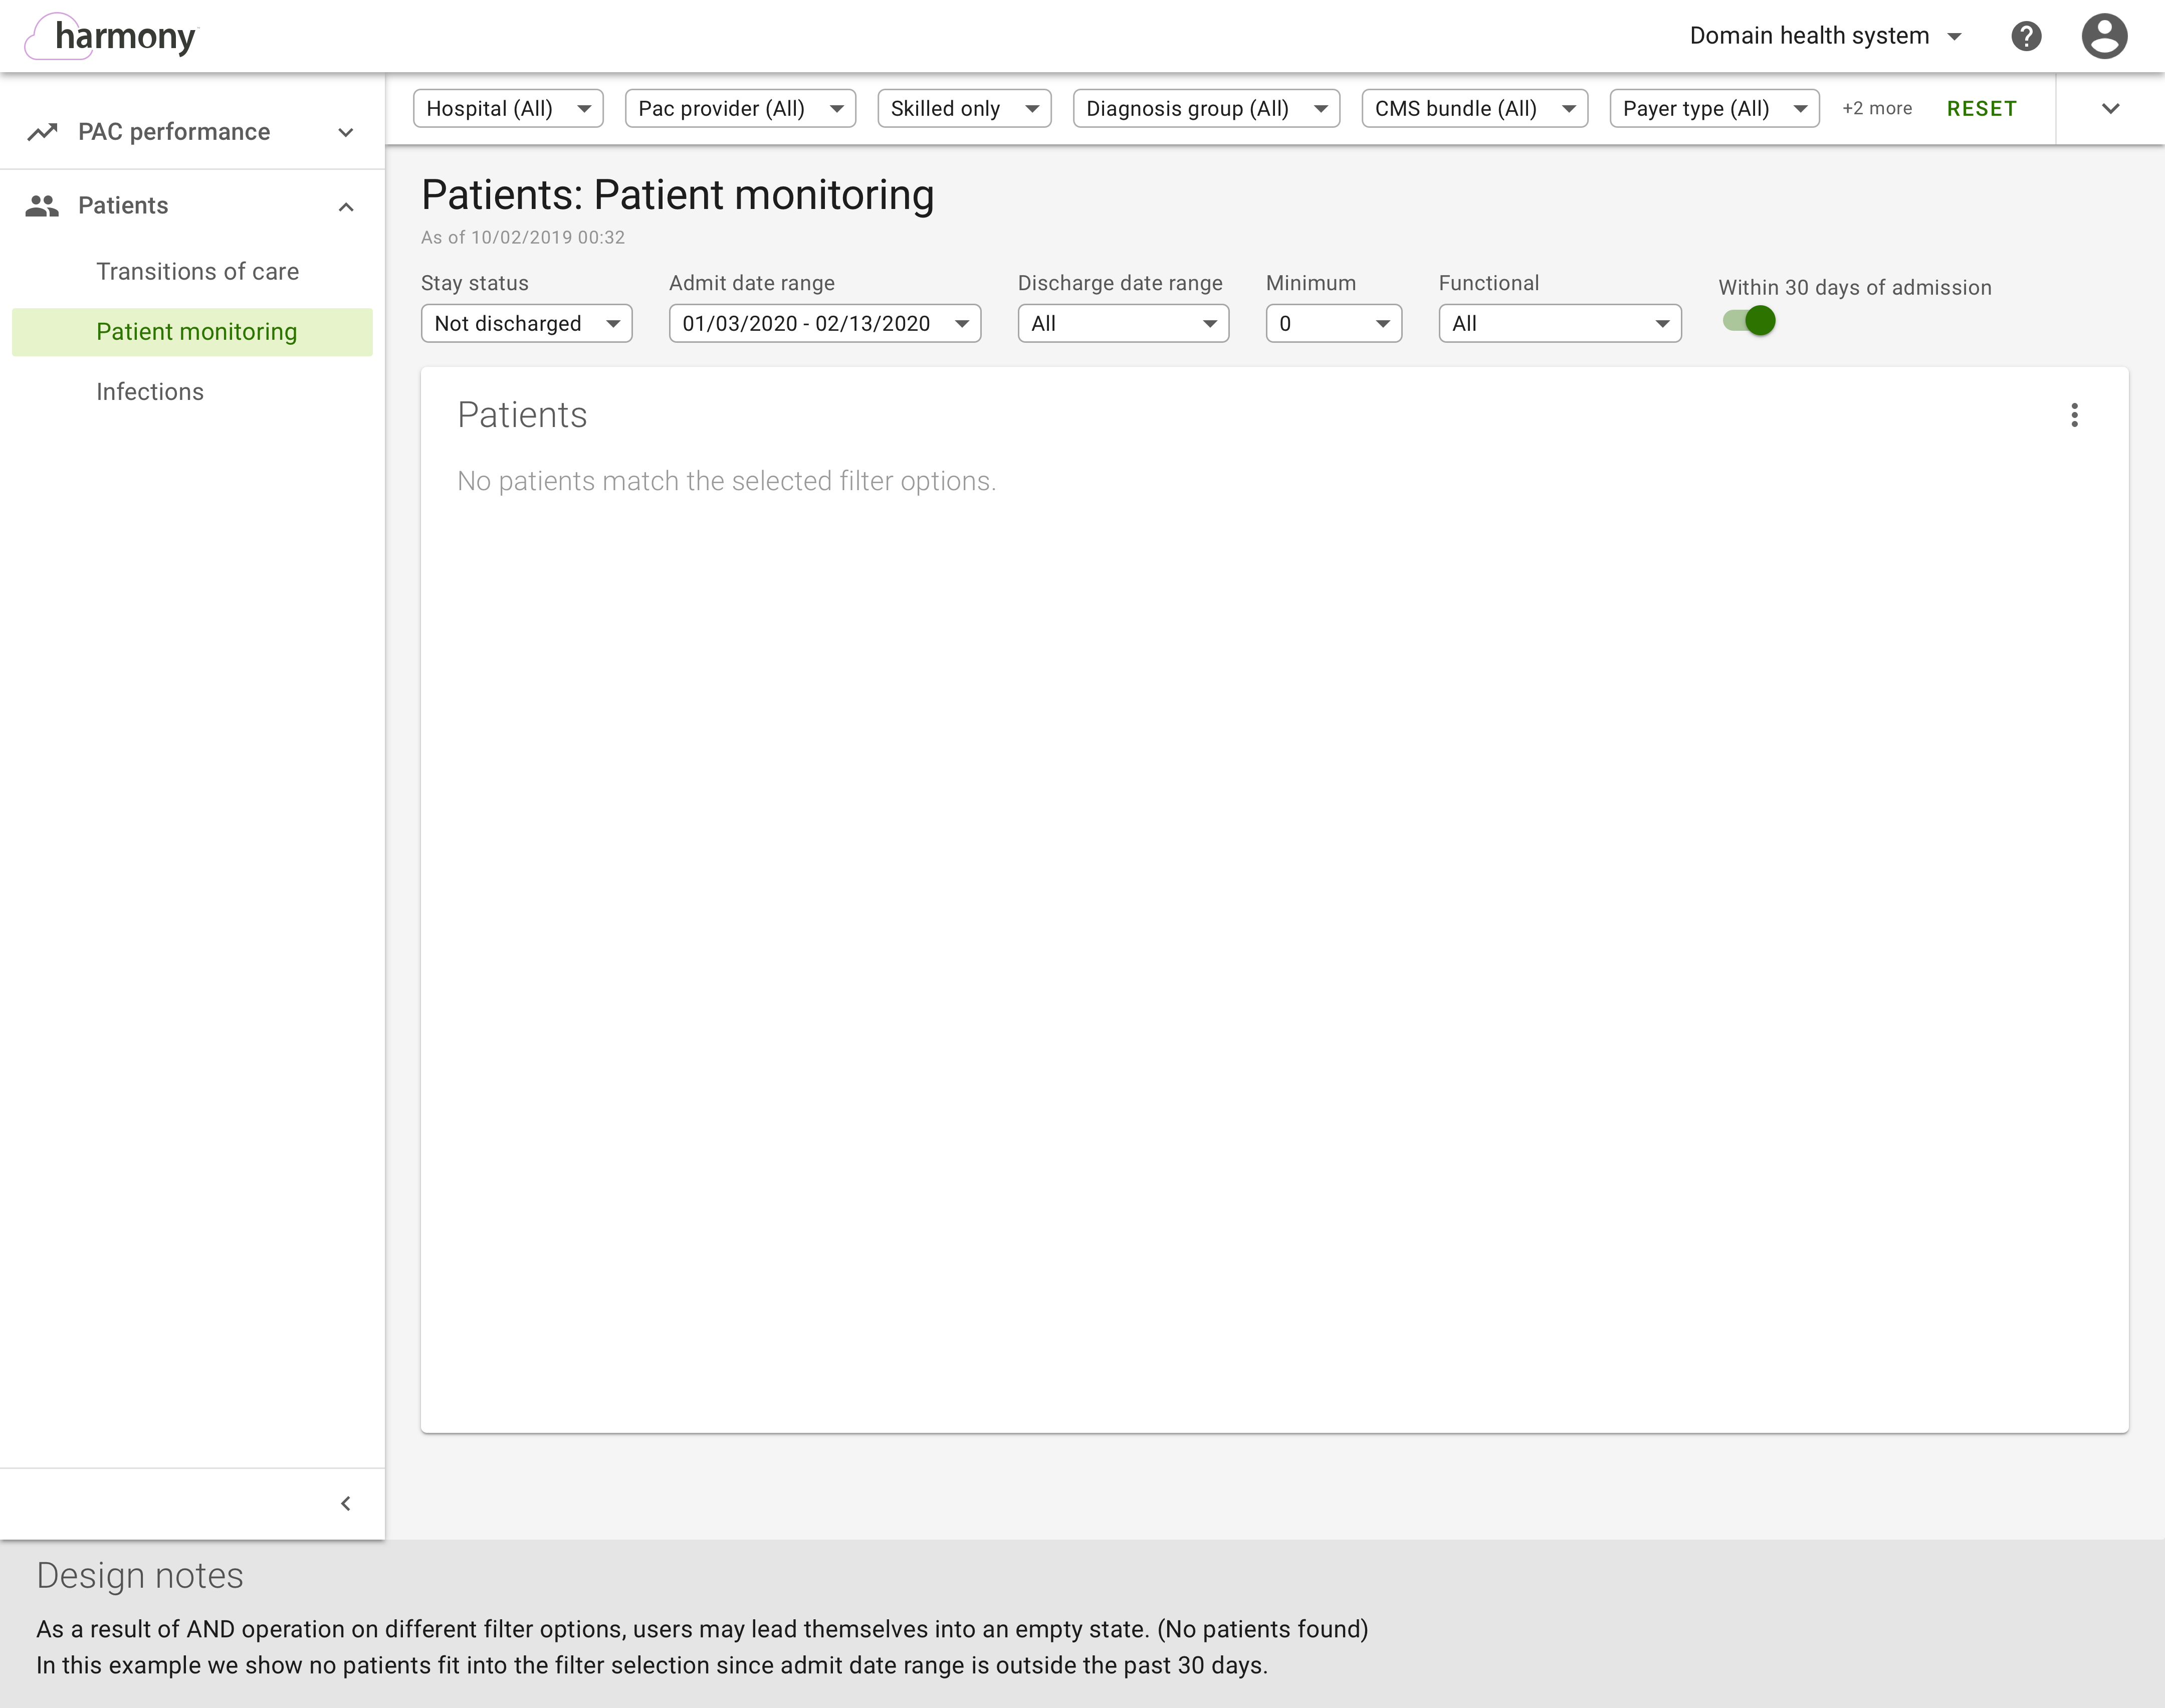 harmony
Domain health system
PAC performance
Patients
Transitions of care
Patient monitoring
Infections
Hospital (All)
Pac provider (All)
Skilled only
Diagnosis group (All)
CMS bundle (All)
Payer type (All)
+2 more
RESET
Patients: Patient monitoring
As of 10/02/2019 00:32
Stay status
Not discharged
Admit date range
01/03/2020 - 02/13/2020
Discharge date range
All
Minimum
0
Functional
All
Within 30 days of admission
Patients
No patients match the selected filter options.
Design notes
As a result of AND operation on different filter options, users may lead themselves into an empty state. (No patients found)
In this example we show no patients fit into the filter selection since admit date range is outside the past 30 days.